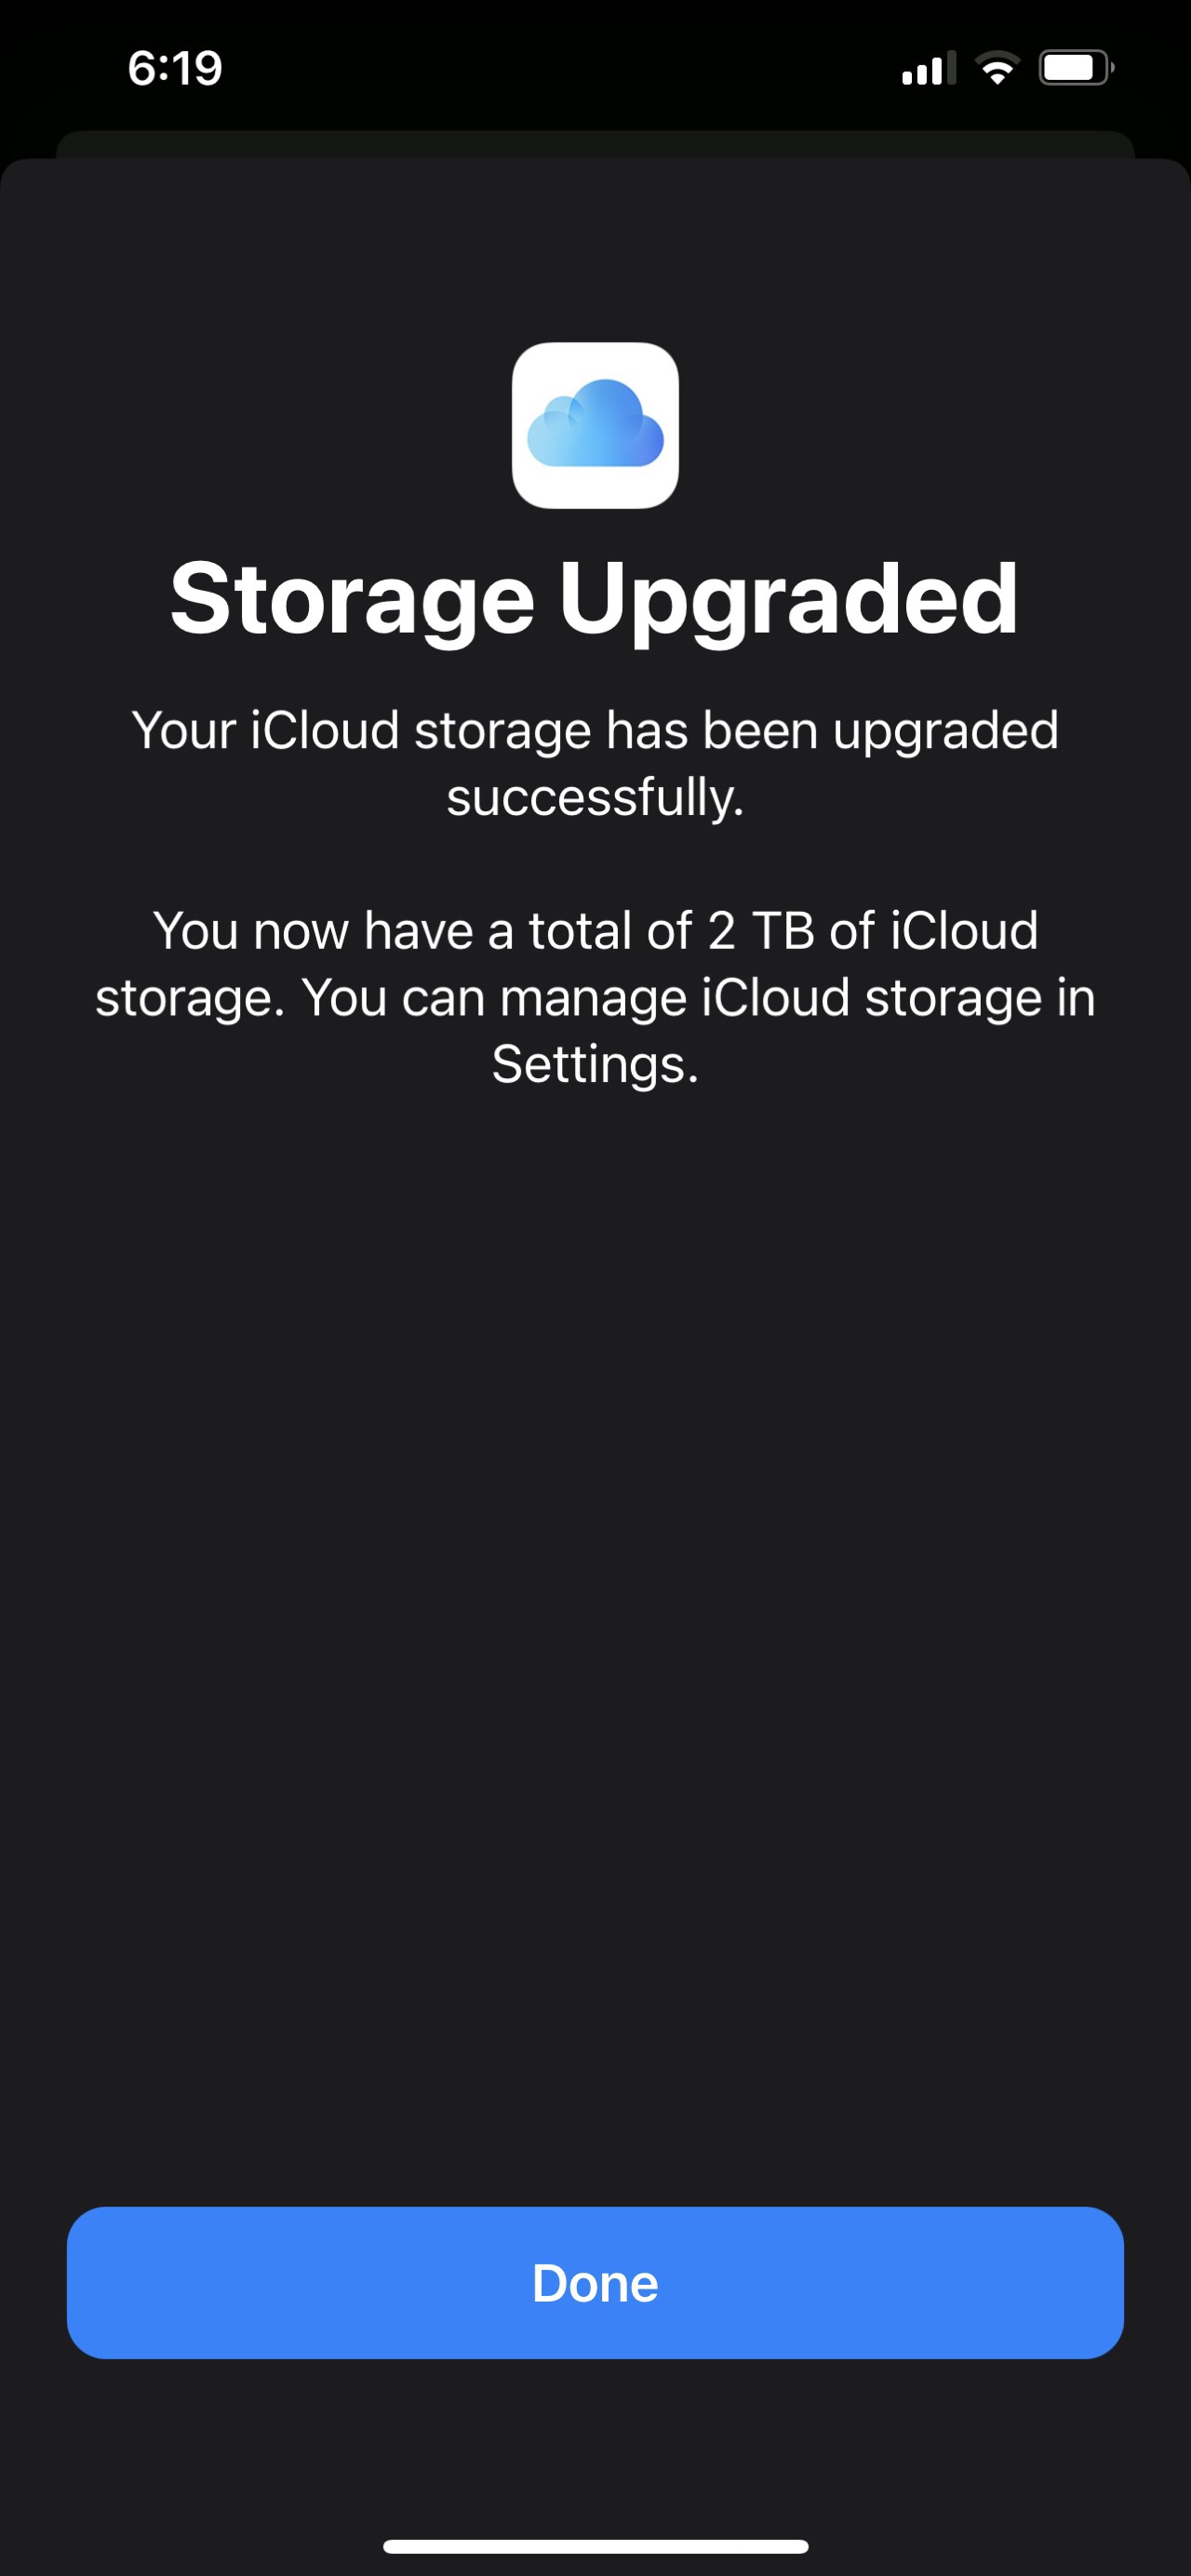 6:19
Storage Upgraded
Your iCloud storage has been upgraded
successfully.
You now have a total of 2 TB of iCloud
storage. You can manage iCloud storage in
Settings.
Done